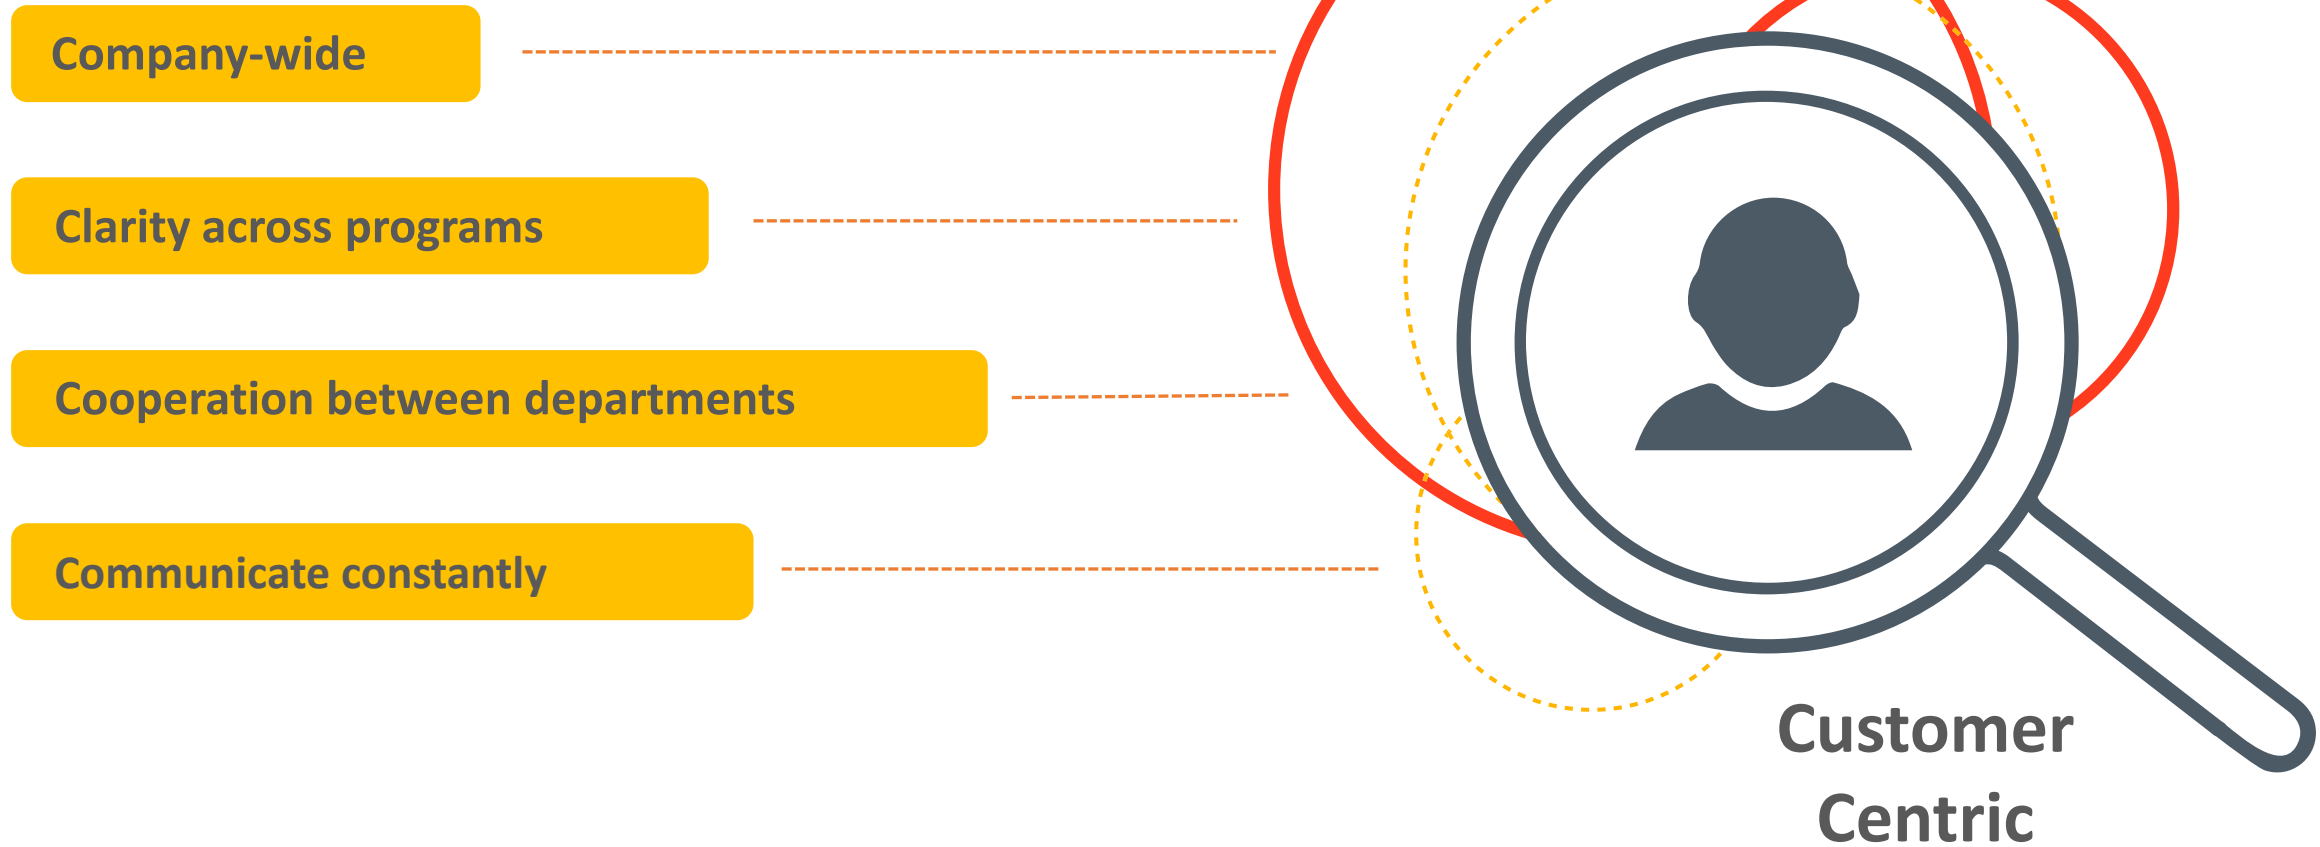 Company-wide
Clarity across programs
Cooperation between departments
Communicate constantly
Customer
Centric